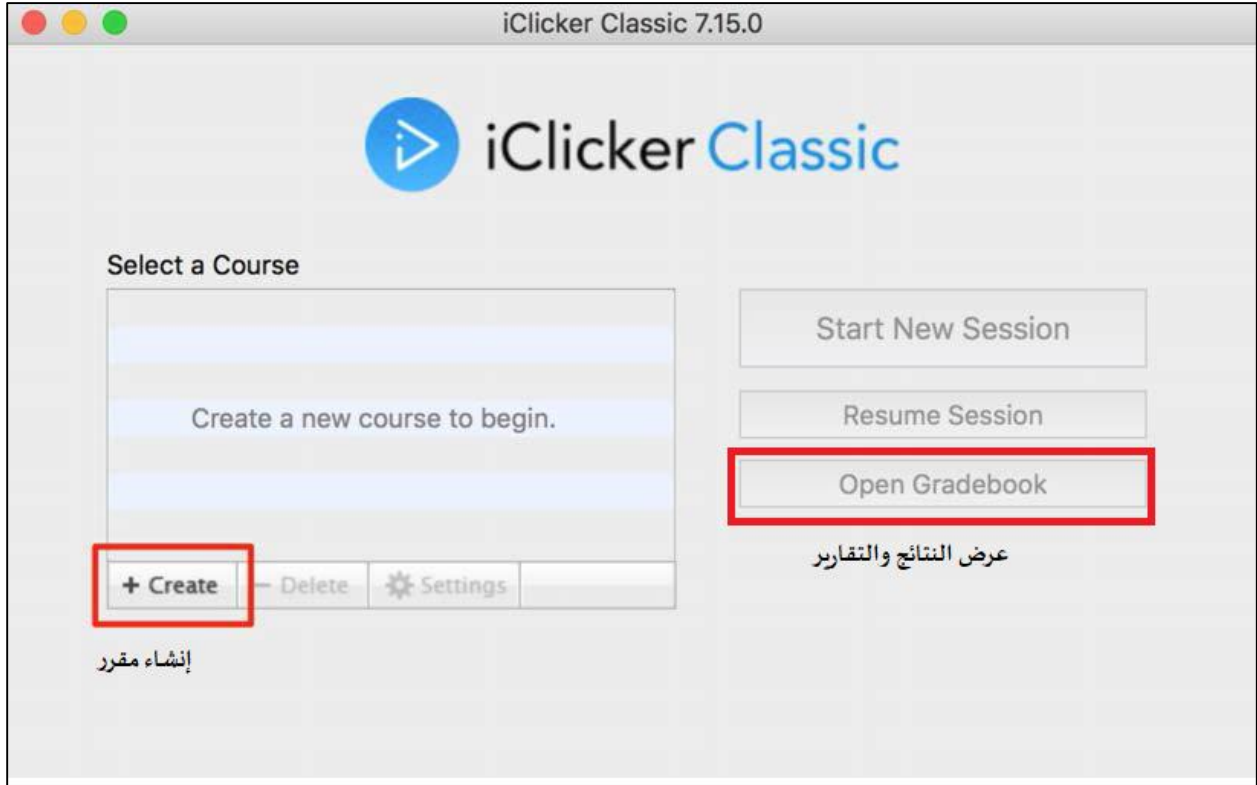 iClicker Classic 7.15.0
iClicker Classic
Select a Course
Create a new course to begin.
+ Create
− Delete
Settings
إنشاء مقرر
Start New Session
Resume Session
Open Gradebook
عرض النتائج والتقارير